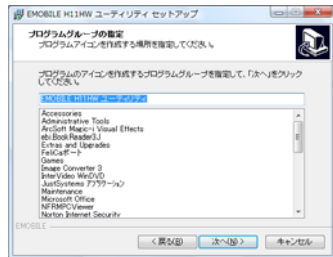 EMOBILE H11HW ユーティリティ セットアップ
プログラムグループの指定
プログラムアイコンを作成する場所を指定してください。
プログラムのアイコンを作成するプログラムグループを指定して、「次へ」をクリック
してください。
EMOBILE H11HW ユーティリティ
Accessories
Administrative Tools
ArcSoft Magic-i Visual Effects
ebi.BookReader3J
Extras and Upgrades
FeliCaポート
Games
Image Converter 3
InterVideo WinDVD
JustSystems アプリケーション
Maintenance
Microsoft Office
NFRMPCViewer
Norton Internet Security
EMOBILE
< 戻る(B)
次へ(N) >
キャンセル